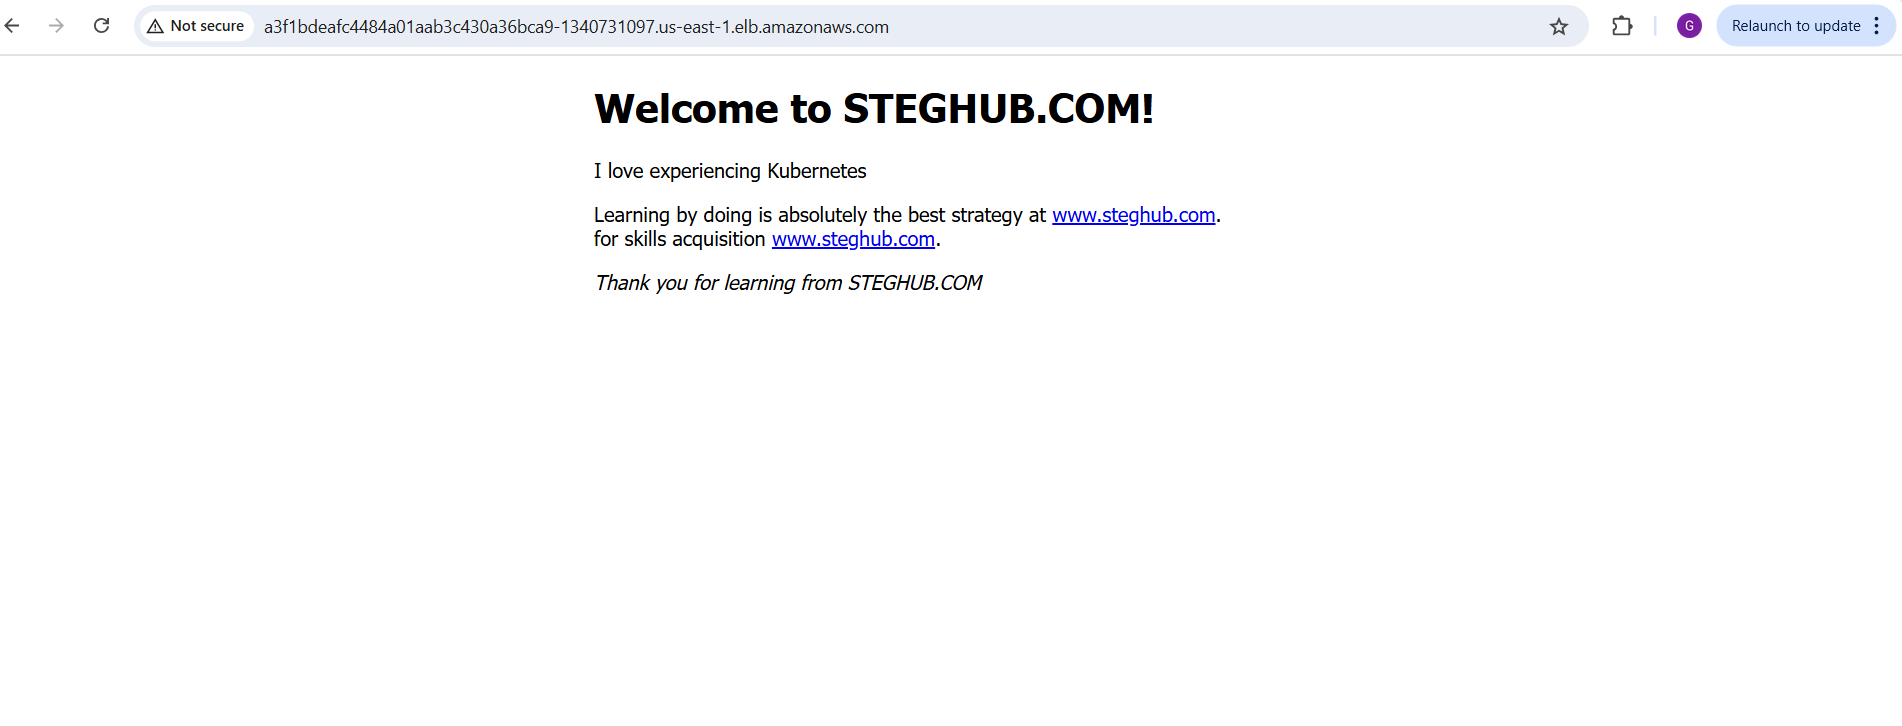 Not secure
a3f1bdeafc4484a01aab3c430a36bca9-1340731097.us-east-1.elb.amazonaws.com
G
Relaunch to update
Welcome to STEGHUB.COM!
I love experiencing Kubernetes
Learning by doing is absolutely the best strategy at www.steghub.com.
for skills acquisition www.steghub.com.
Thank you for learning from STEGHUB.COM